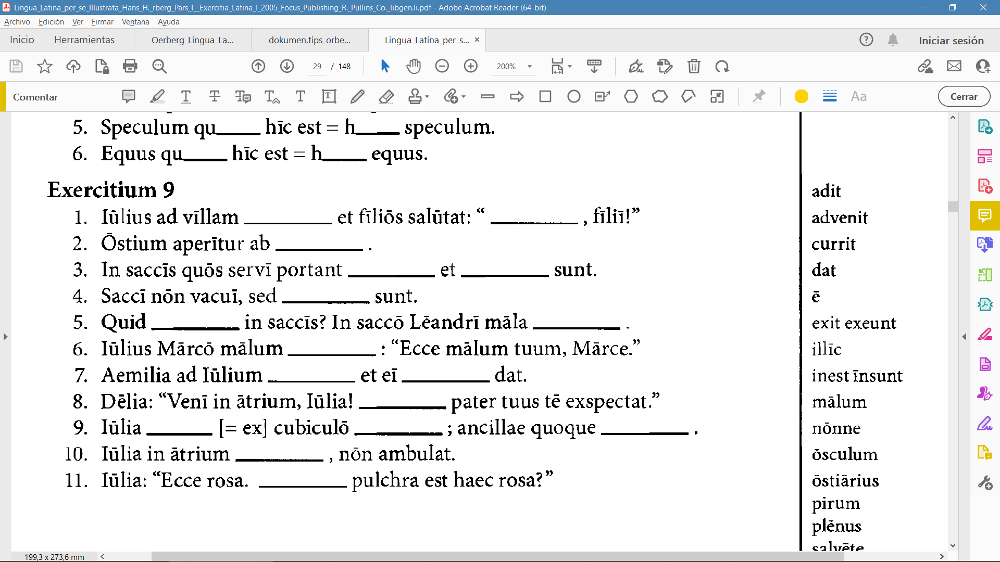 Lingua_Latina_per_se_Illustrata_Hans_H._rberg_Pars_I__Exercitia_Latina_I_2005_Focus_Publishing_R._Pullins_Co._libgen.li.pdf - Adobe Acrobat Reader (64-bit)
Archivo Edición Ver Firmar Ventana Ayuda
Inicio Herramientas Oerberg_Lingua_La... dokumen.tips_orbe... Lingua_Latina_per_s... × Iniciar sesión
29 / 148 200%
Comentar Aa Cerrar
5. Speculum qu____ hīc est = h____ speculum.
6. Equus qu____ hīc est = h____ equus.
Exercitium 9
1. Iūlius ad vīllam ________ et fīliōs salūtat: “________, fīliī!”
2. Ōstium aperītur ab ________ .
3. In saccīs quōs servī portant ________ et ________ sunt.
4. Saccī nōn vacuī, sed ________ sunt.
5. Quid ________ in saccīs? In saccō Lēandrī māla ________ .
6. Iūlius Mārcō mālum ________ : “Ecce mālum tuum, Mārce.”
7. Aemilia ad Iūlium ________ et eī ________ dat.
8. Dēlia: “Venī in ātrium, Iūlia! ________ pater tuus tē exspectat.”
9. Iūlia ______ [= ex] cubiculō ________ ; ancillae quoque ________ .
10. Iūlia in ātrium ________ , nōn ambulat.
11. Iūlia: “Ecce rosa. ________ pulchra est haec rosa?”
adit
advenit
currit
dat
ē
exit exeunt
illīc
inest īnsunt
mālum
nōnne
ōsculum
ōstiārius
pirum
plēnus
salvēte
199,3 x 273,6 mm